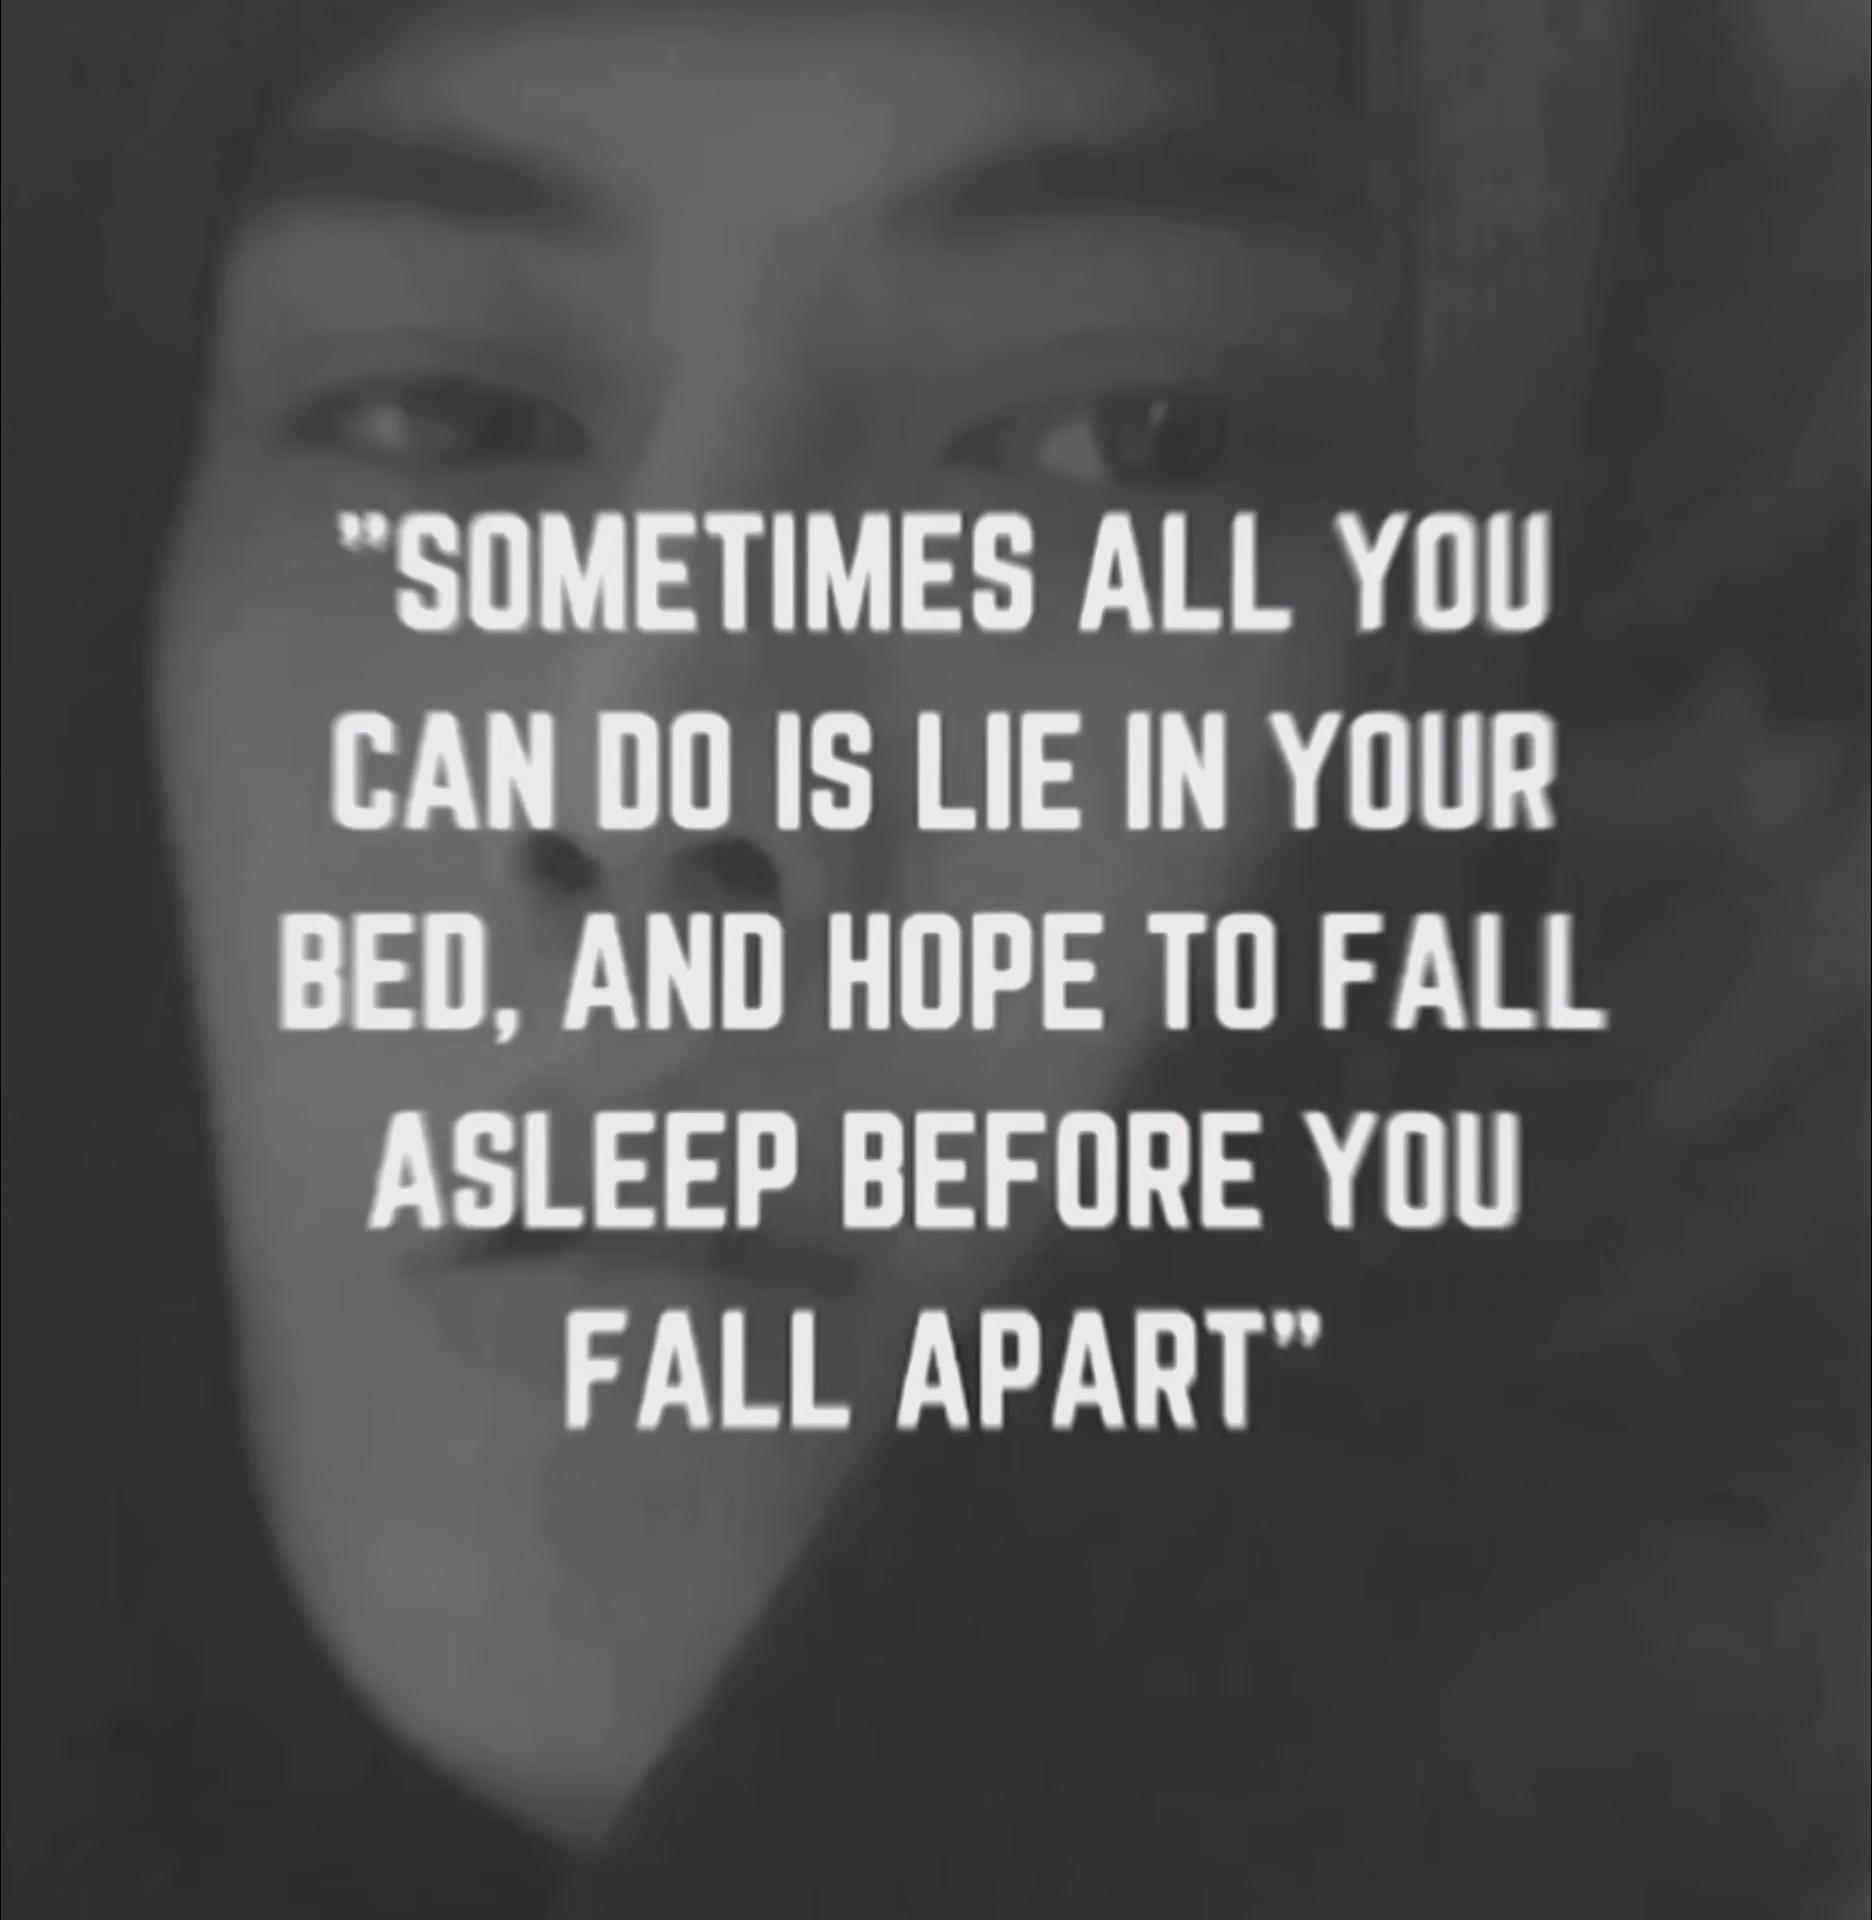 ”SOMETIMES ALL YOU
CAN DO IS LIE IN YOUR
BED, AND HOPE TO FALL
ASLEEP BEFORE YOU
FALL APART”